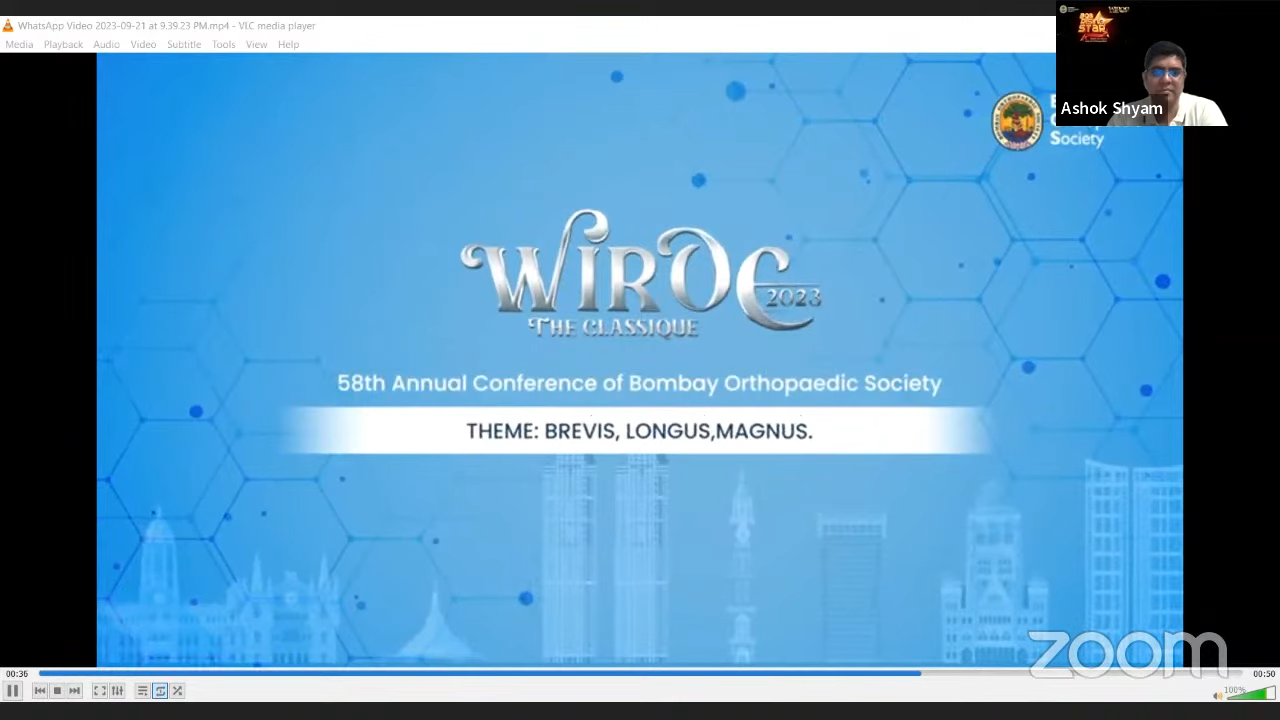 WhatsApp Video 2023-09-21 at 9.39.23 PM.mp4 - VLC media player
Media Playback Audio Video Subtitle Tools View Help
STAR
Ashok Shyam
Society
WIROC
2023
THE CLASSIQUE
58th Annual Conference of Bombay Orthopaedic Society
THEME: BREVIS, LONGUS,MAGNUS.
zoom
00:36
00:50
100%